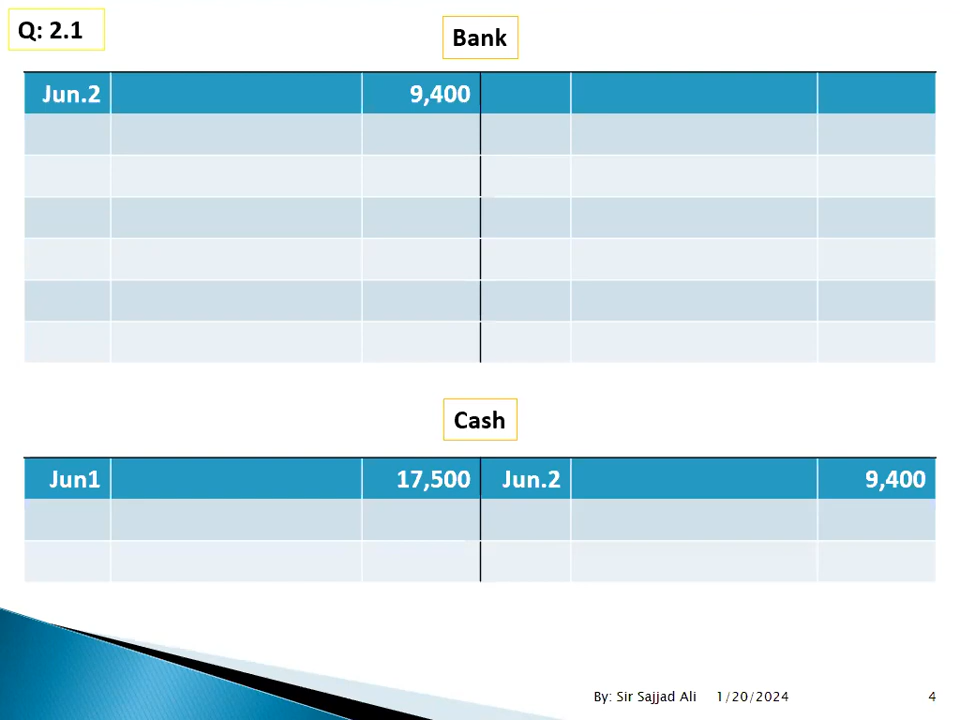 Q: 2.1
Bank
Jun.2 9,400
Cash
Jun1 17,500 Jun.2 9,400
By: Sir Sajjad Ali 1/20/2024 4